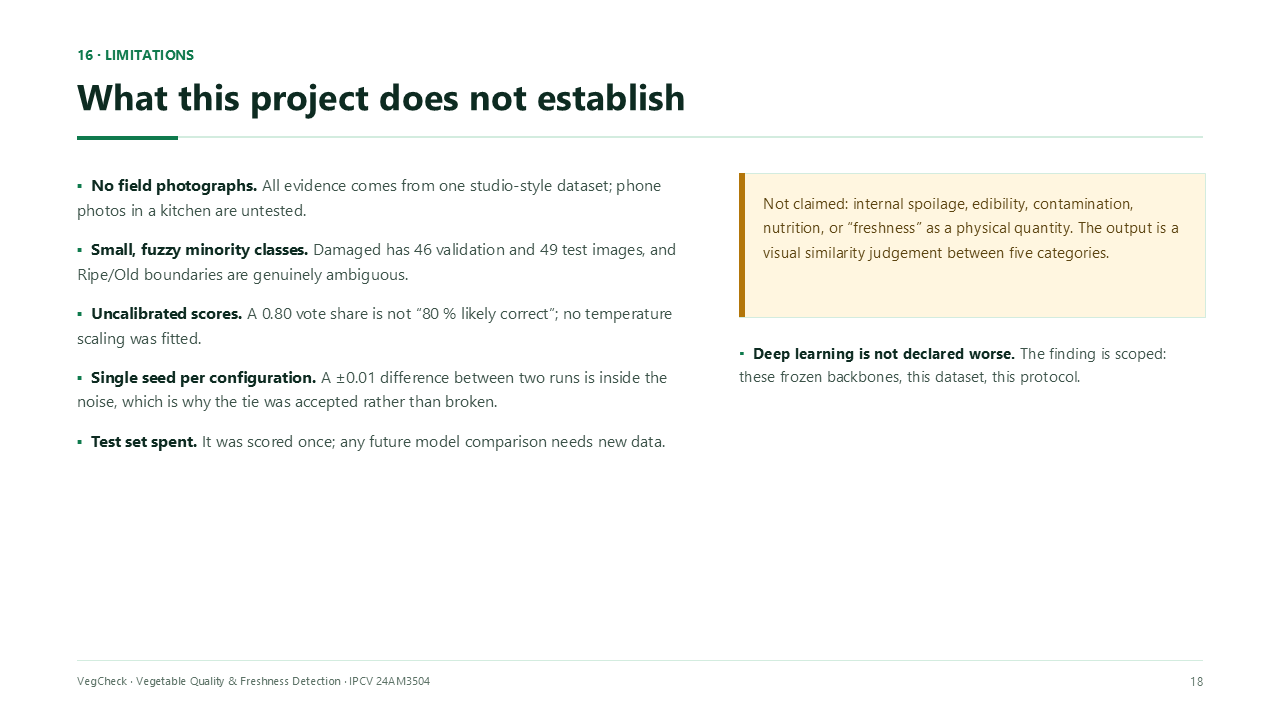 16 · LIMITATIONS
What this project does not establish
▪ No field photographs. All evidence comes from one studio-style dataset; phone
photos in a kitchen are untested.
▪ Small, fuzzy minority classes. Damaged has 46 validation and 49 test images, and
Ripe/Old boundaries are genuinely ambiguous.
▪ Uncalibrated scores. A 0.80 vote share is not “80 % likely correct”; no temperature
scaling was fitted.
▪ Single seed per configuration. A ±0.01 difference between two runs is inside the
noise, which is why the tie was accepted rather than broken.
▪ Test set spent. It was scored once; any future model comparison needs new data.
Not claimed: internal spoilage, edibility, contamination,
nutrition, or “freshness” as a physical quantity. The output is a
visual similarity judgement between five categories.
▪ Deep learning is not declared worse. The finding is scoped:
these frozen backbones, this dataset, this protocol.
VegCheck · Vegetable Quality & Freshness Detection · IPCV 24AM3504
18